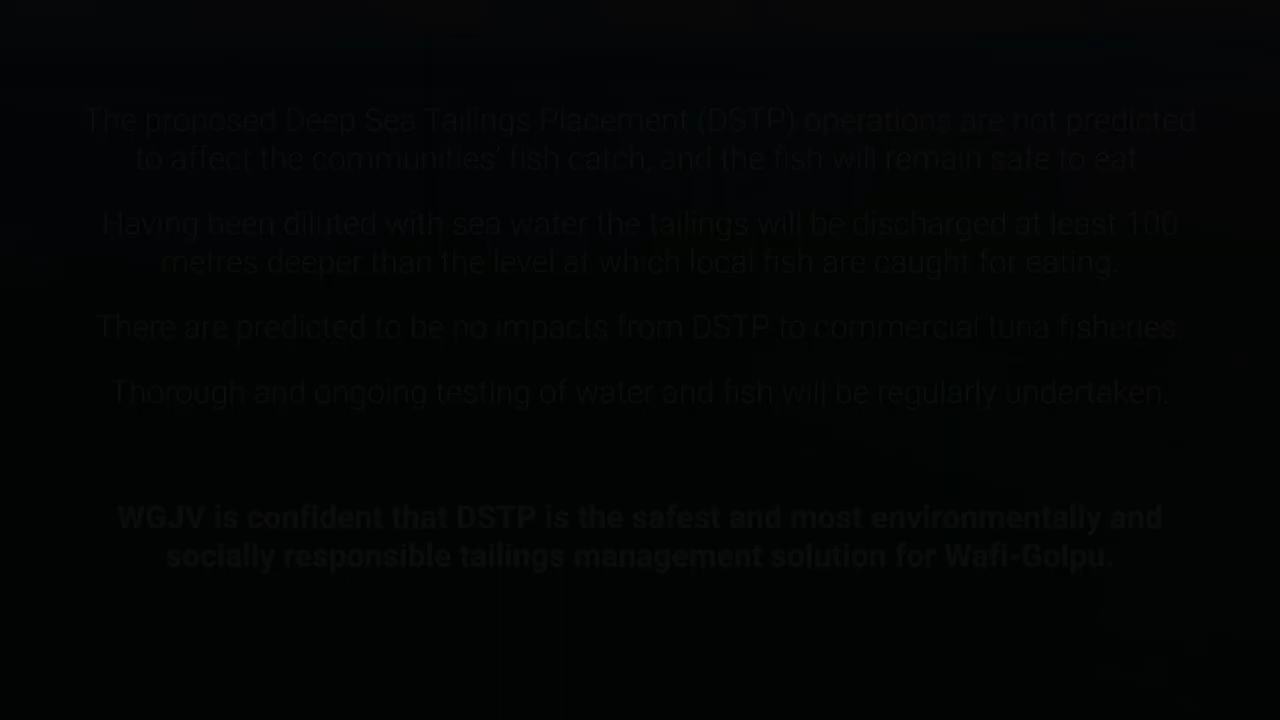 The proposed Deep Sea Tailings Placement (DSTP) operations are not predicted
to affect the communities' fish catch, and the fish will remain safe to eat.
Having been diluted with sea water the tailings will be discharged at least 100
metres deeper than the level at which local fish are caught for eating.
There are predicted to be no impacts from DSTP to commercial tuna fisheries.
Thorough and ongoing testing of water and fish will be regularly undertaken.
WGJV is confident that DSTP is the safest and most environmentally and
socially responsible tailings management solution for Wafi-Golpu.